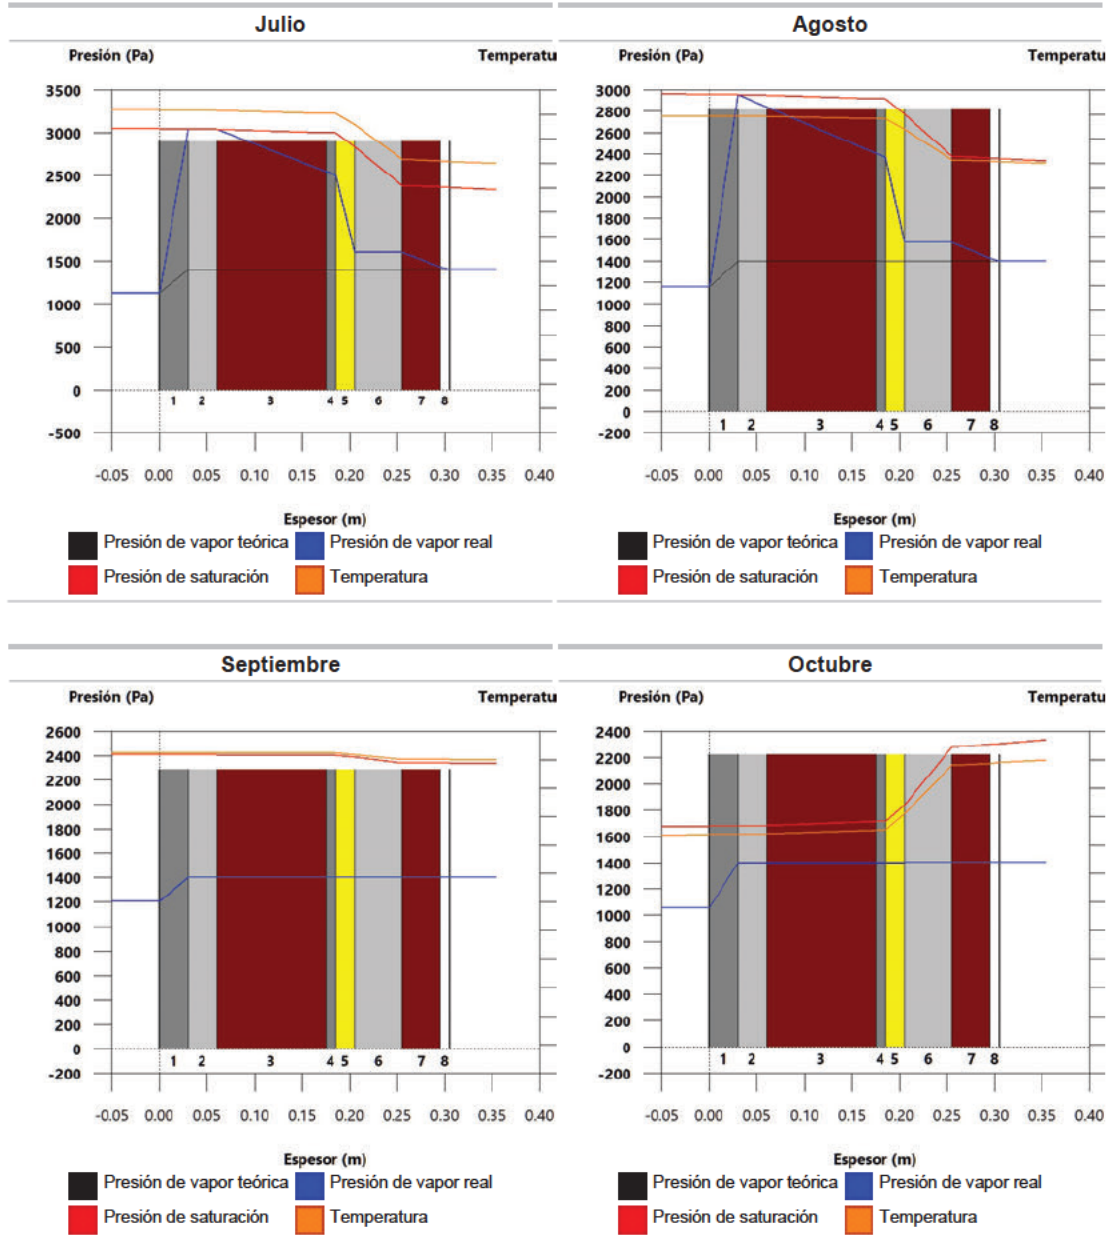 Julio
Presión (Pa) Temperatu
3500
3000
2500
2000
1500
1000
500
0
-500
1 2 3 4 5 6 7 8
-0.05 0.00 0.05 0.10 0.15 0.20 0.25 0.30 0.35 0.40
Espesor (m)
Presión de vapor teórica Presión de vapor real
Presión de saturación Temperatura
Agosto
Presión (Pa) Temperatu
3000
2800
2600
2400
2200
2000
1800
1600
1400
1200
1000
800
600
400
200
0
-200
1 2 3 4 5 6 7 8
-0.05 0.00 0.05 0.10 0.15 0.20 0.25 0.30 0.35 0.40
Espesor (m)
Presión de vapor teórica Presión de vapor real
Presión de saturación Temperatura
Septiembre
Presión (Pa) Temperatu
2600
2400
2200
2000
1800
1600
1400
1200
1000
800
600
400
200
0
-200
1 2 3 4 5 6 7 8
-0.05 0.00 0.05 0.10 0.15 0.20 0.25 0.30 0.35 0.40
Espesor (m)
Presión de vapor teórica Presión de vapor real
Presión de saturación Temperatura
Octubre
Presión (Pa) Temperatu
2400
2200
2000
1800
1600
1400
1200
1000
800
600
400
200
0
-200
1 2 3 4 5 6 7 8
-0.05 0.00 0.05 0.10 0.15 0.20 0.25 0.30 0.35 0.40
Espesor (m)
Presión de vapor teórica Presión de vapor real
Presión de saturación Temperatura